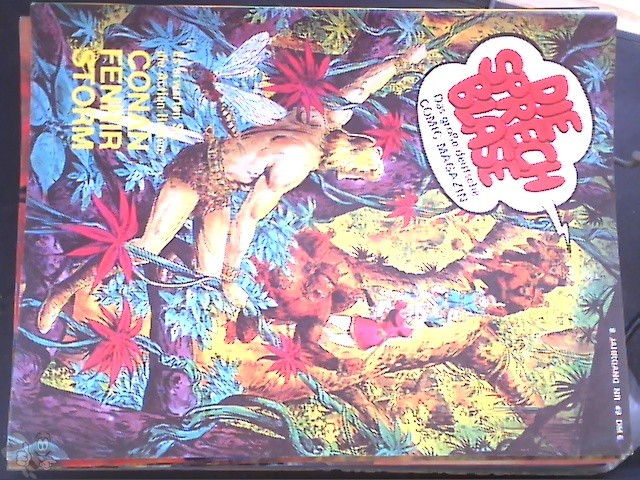 DIE
SPRECH
BLASE
Das große deutsche
COMIC MAGAZIN
8. JAHRGANG NR. 49 DM 6
CONAN
FENRIR
STORM